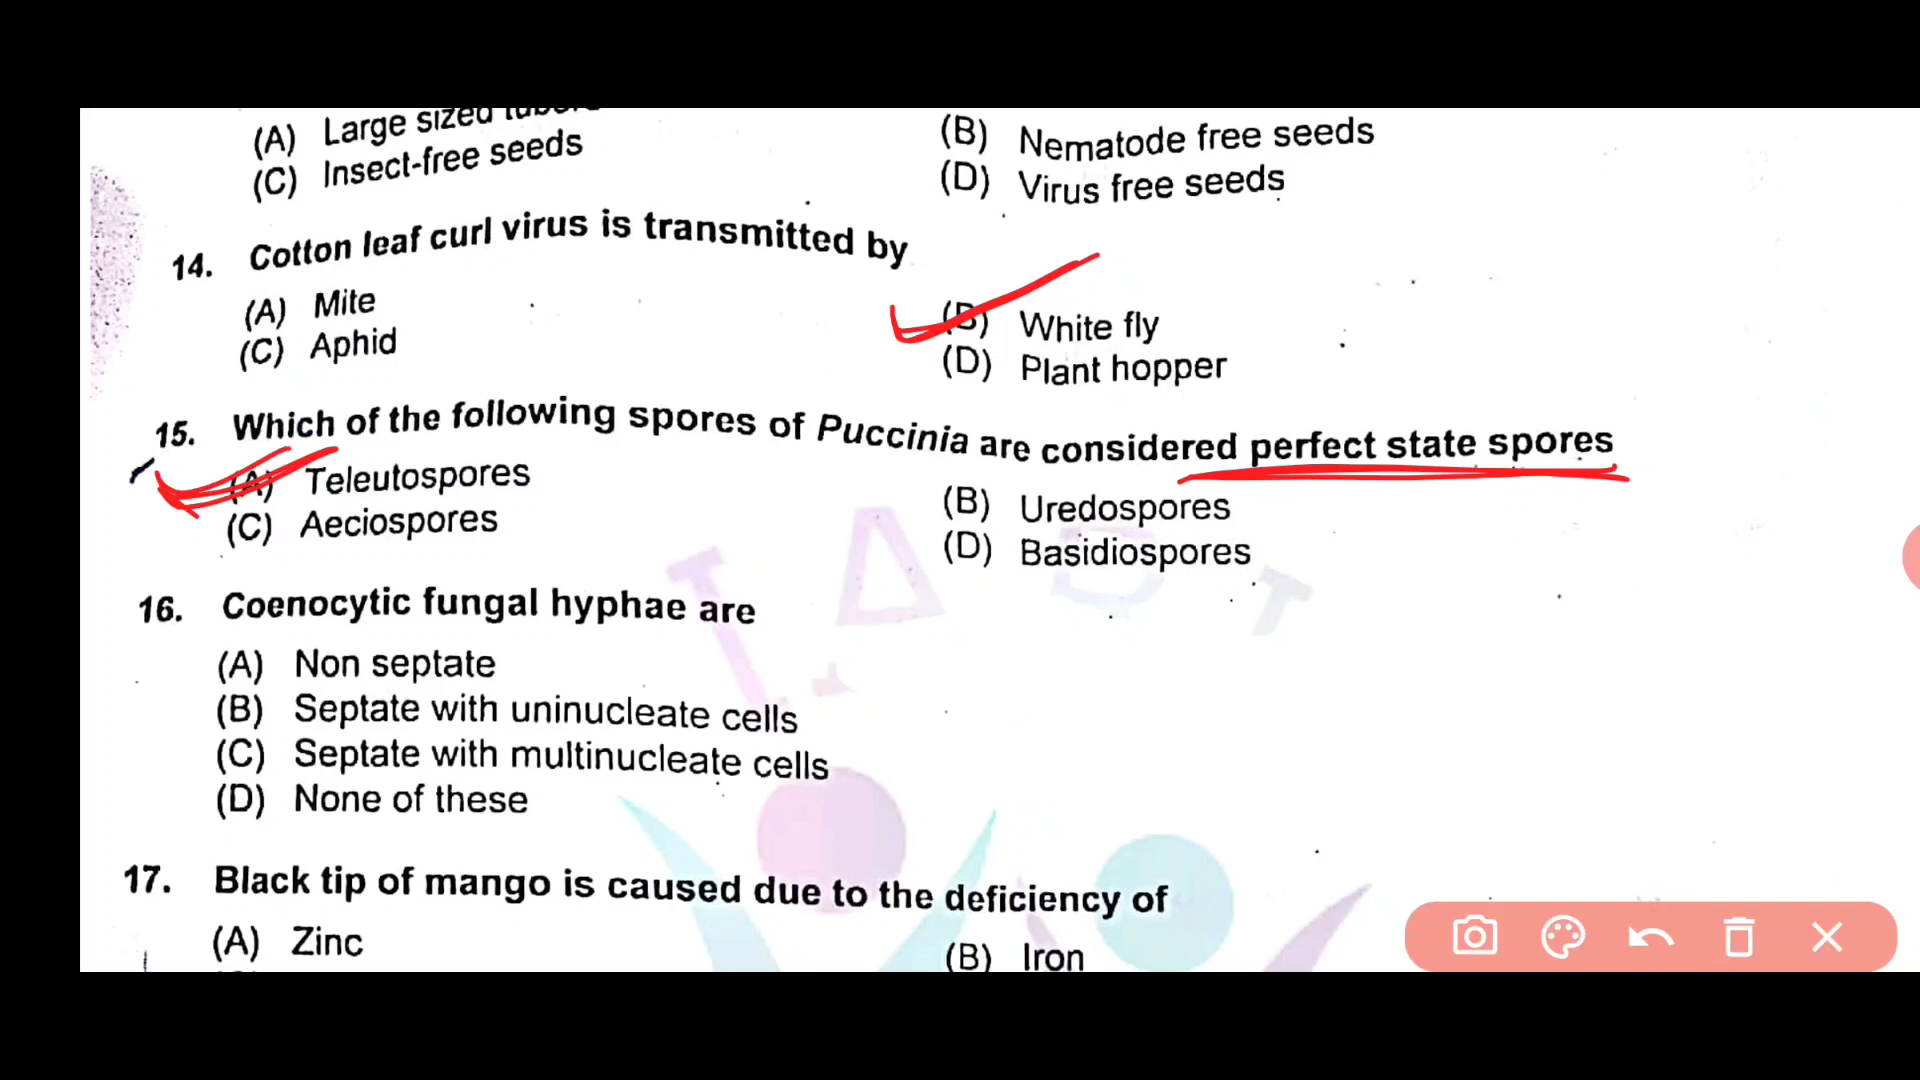 (A) Large sized
(B) Nematode free seeds
(C) Insect-free seeds
(D) Virus free seeds
14. Cotton leaf curl virus is transmitted by
(A) Mite
(B) White fly
(C) Aphid
(D) Plant hopper
15. Which of the following spores of Puccinia are considered perfect state spores
(A) Teleutospores
(B) Uredospores
(C) Aeciospores
(D) Basidiospores
16. Coenocytic fungal hyphae are
(A) Non septate
(B) Septate with uninucleate cells
(C) Septate with multinucleate cells
(D) None of these
17. Black tip of mango is caused due to the deficiency of
(A) Zinc
(B) Iron